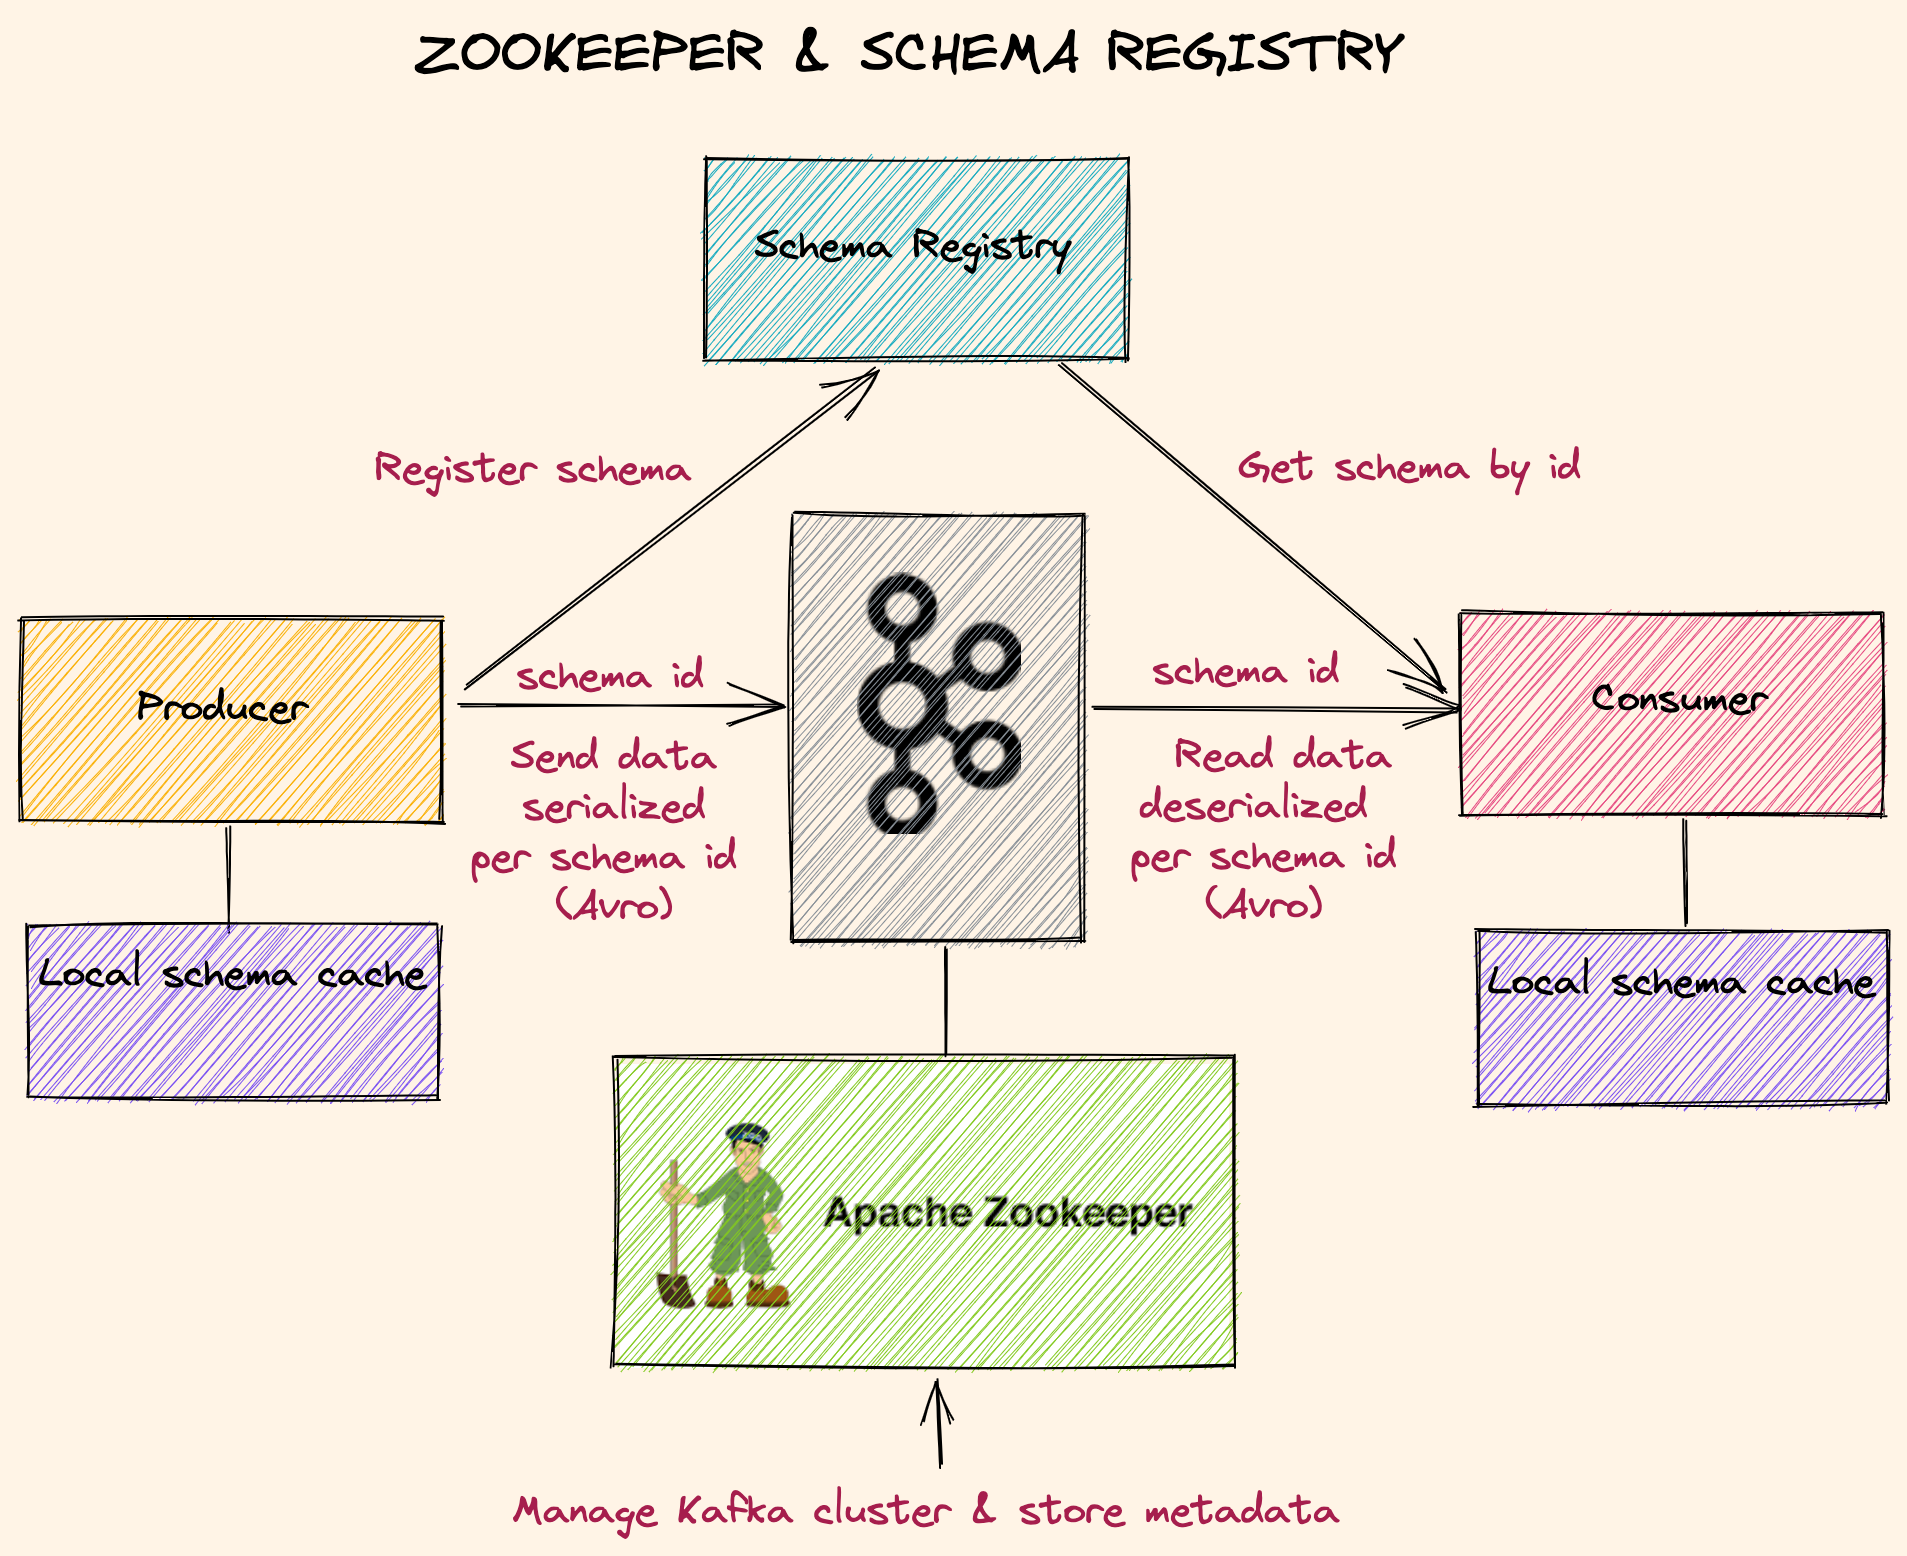 ZOOKEEPER & SCHEMA REGISTRY
Schema Registry
Register schema
Get schema by id
Producer
schema id
Send data
serialized
per schema id
(Avro)
schema id
Read data
deserialized
per schema id
(Avro)
Consumer
Local schema cache
Local schema cache
Apache Zookeeper
Manage Kafka cluster & store metadata